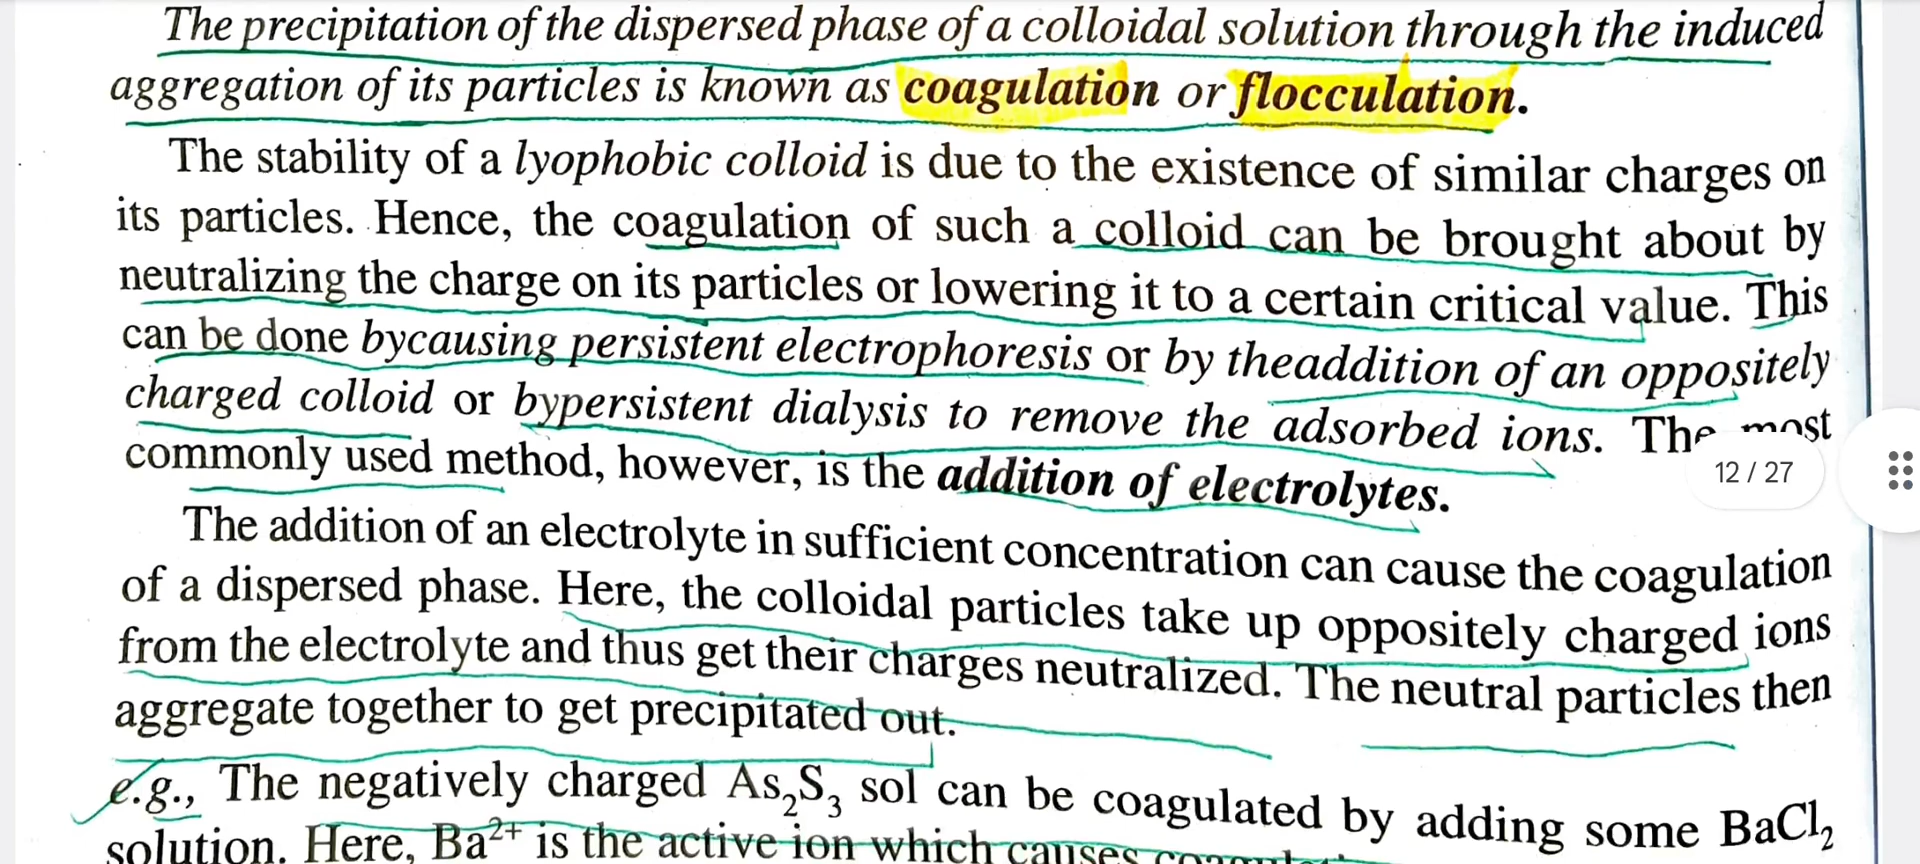 The precipitation of the dispersed phase of a colloidal solution through the induced
aggregation of its particles is known as coagulation or flocculation.
The stability of a lyophobic colloid is due to the existence of similar charges on
its particles. Hence, the coagulation of such a colloid can be brought about by
neutralizing the charge on its particles or lowering it to a certain critical value. This
can be done bycausing persistent electrophoresis or by theaddition of an oppositely
charged colloid or bypersistent dialysis to remove the adsorbed ions. The most
commonly used method, however, is the addition of electrolytes.
12 / 27
The addition of an electrolyte in sufficient concentration can cause the coagulation
of a dispersed phase. Here, the colloidal particles take up oppositely charged ions
from the electrolyte and thus get their charges neutralized. The neutral particles then
aggregate together to get precipitated out.
e.g., The negatively charged As₂S₃ sol can be coagulated by adding some BaCl₂
solution. Here, Ba²⁺ is the active ion which causes